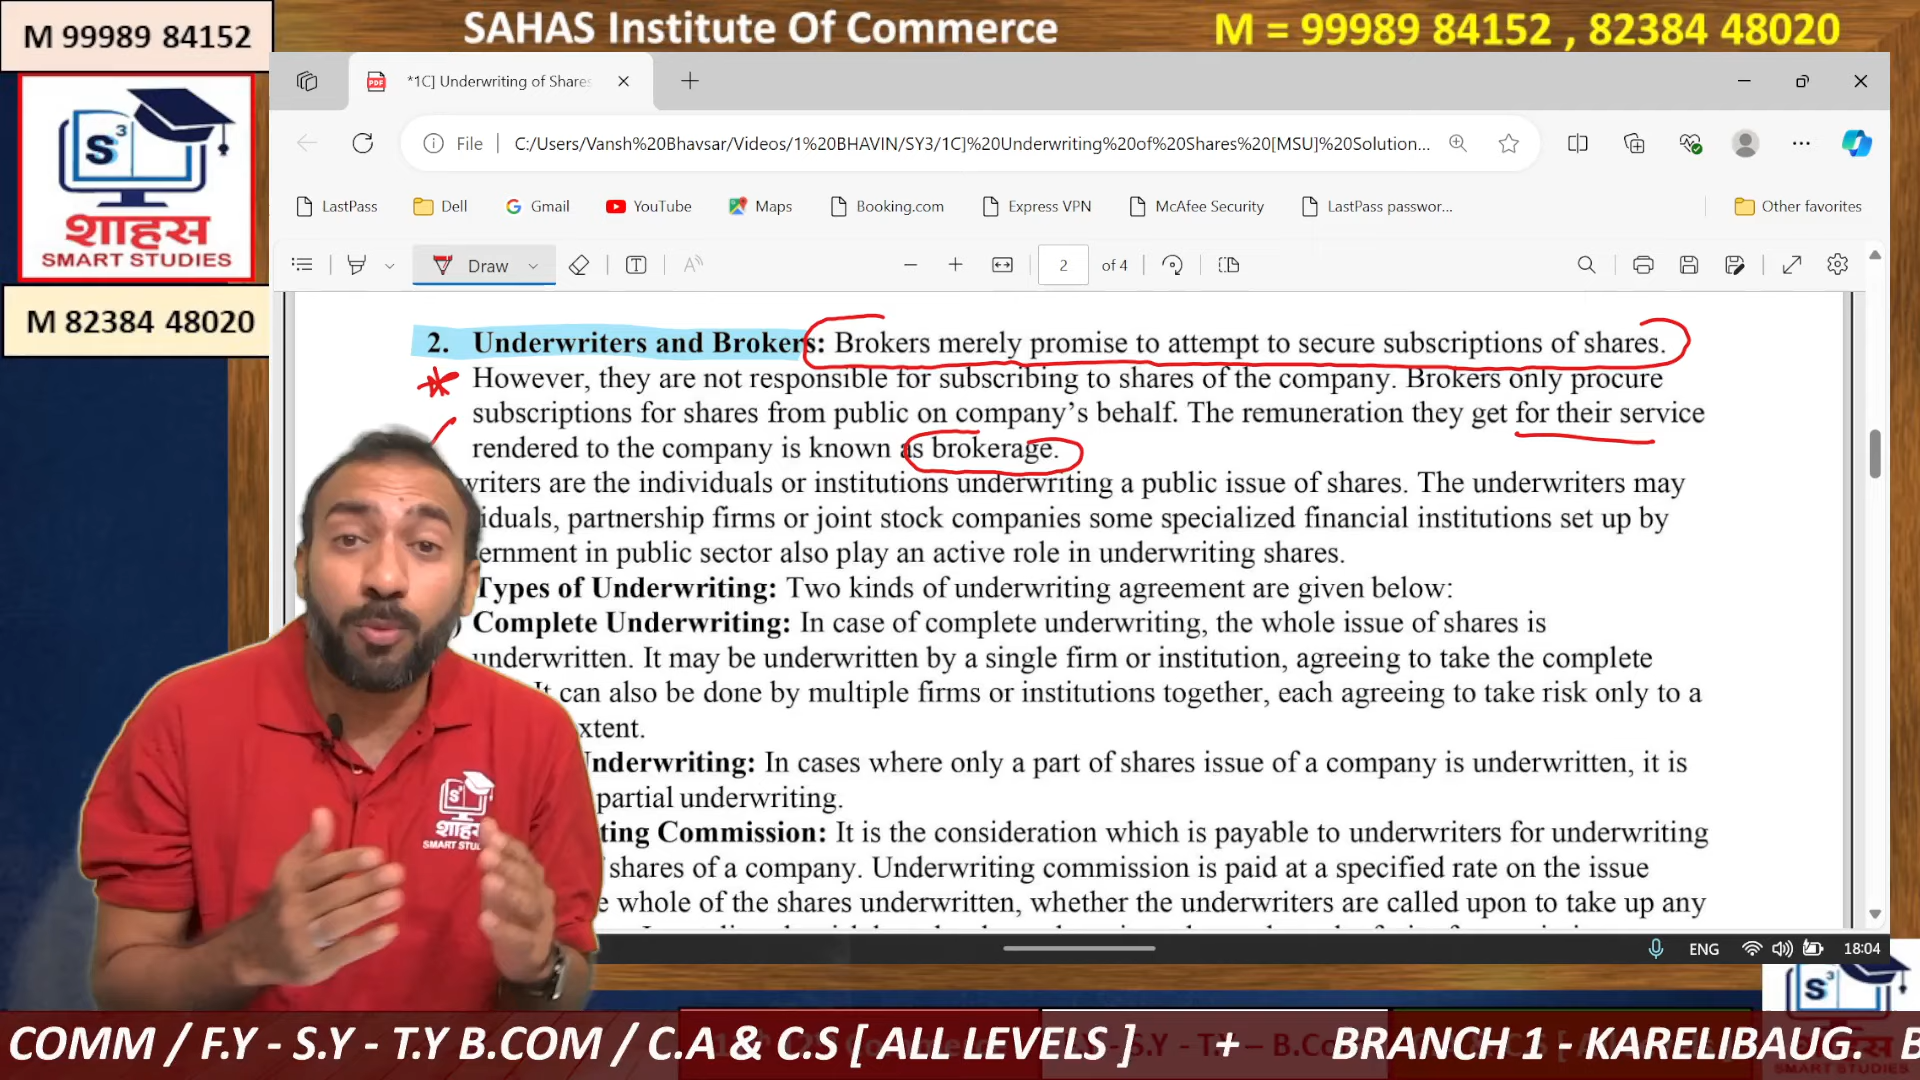 M 99989 84152
SAHAS Institute Of Commerce
M = 99989 84152 , 82384 48020
S3
शाहस
SMART STUDIES
M 82384 48020
*1C] Underwriting of Shares
File
C:/Users/Vansh%20Bhavsar/Videos/1%20BHAVIN/SY3/1C]%20Underwriting%20of%20Shares%20[MSU]%20Solution...
LastPass Dell Gmail YouTube Maps Booking.com Express VPN McAfee Security LastPass passwor... Other favorites
Draw 2 of 4
2. Underwriters and Brokers: Brokers merely promise to attempt to secure subscriptions of shares.
However, they are not responsible for subscribing to shares of the company. Brokers only procure
subscriptions for shares from public on company's behalf. The remuneration they get for their service
rendered to the company is known as brokerage.
writers are the individuals or institutions underwriting a public issue of shares. The underwriters may
iduals, partnership firms or joint stock companies some specialized financial institutions set up by
ernment in public sector also play an active role in underwriting shares.
Types of Underwriting: Two kinds of underwriting agreement are given below:
) Complete Underwriting: In case of complete underwriting, the whole issue of shares is
underwritten. It may be underwritten by a single firm or institution, agreeing to take the complete
It can also be done by multiple firms or institutions together, each agreeing to take risk only to a
xtent.
Underwriting: In cases where only a part of shares issue of a company is underwritten, it is
partial underwriting.
ting Commission: It is the consideration which is payable to underwriters for underwriting
shares of a company. Underwriting commission is paid at a specified rate on the issue
e whole of the shares underwritten, whether the underwriters are called upon to take up any
S3
शाहस
SMART STU
ENG 18:04
S3
COMM / F.Y - S.Y - T.Y B.COM / C.A & C.S [ ALL LEVELS ] + BRANCH 1 - KARELIBAUG. B